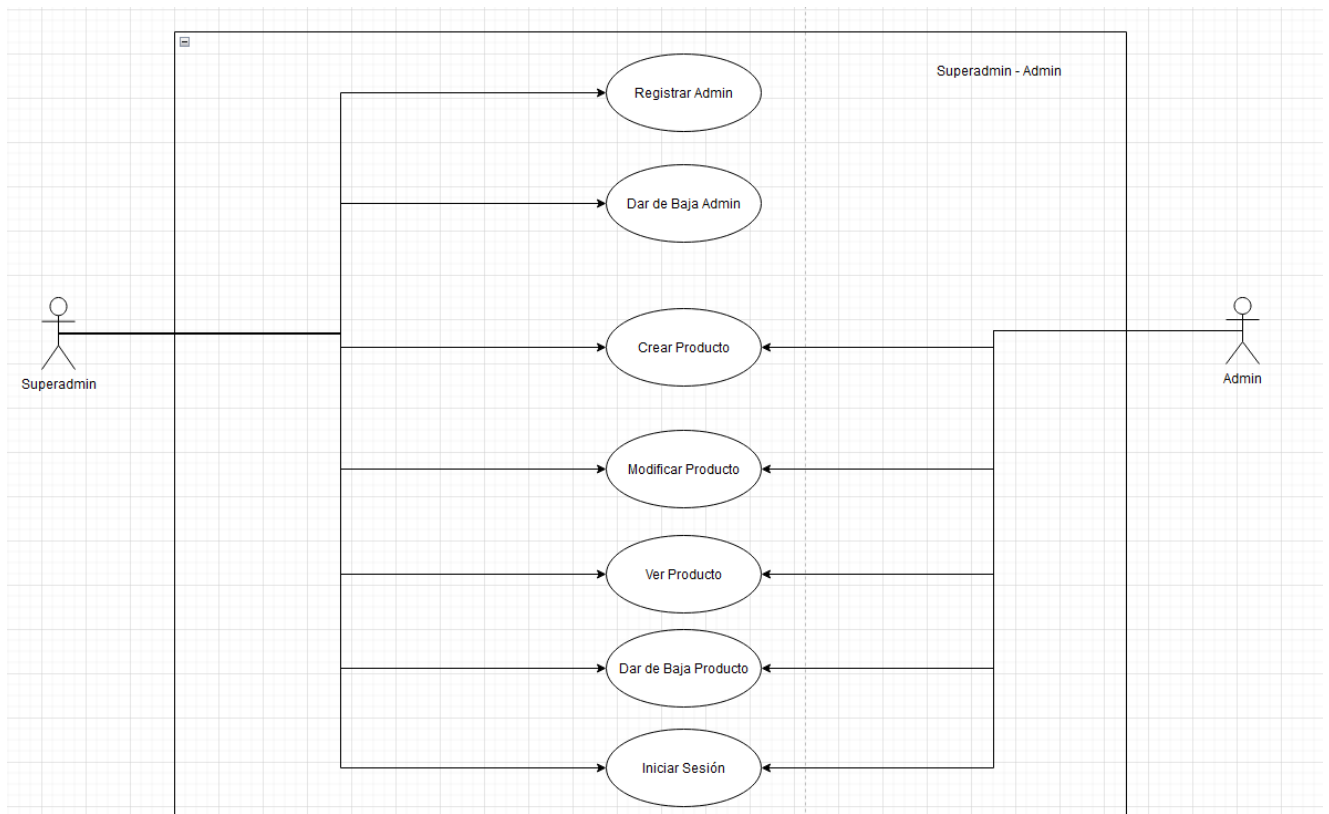 Superadmin - Admin
Registrar Admin
Dar de Baja Admin
Crear Producto
Superadmin
Admin
Modificar Producto
Ver Producto
Dar de Baja Producto
Iniciar Sesión